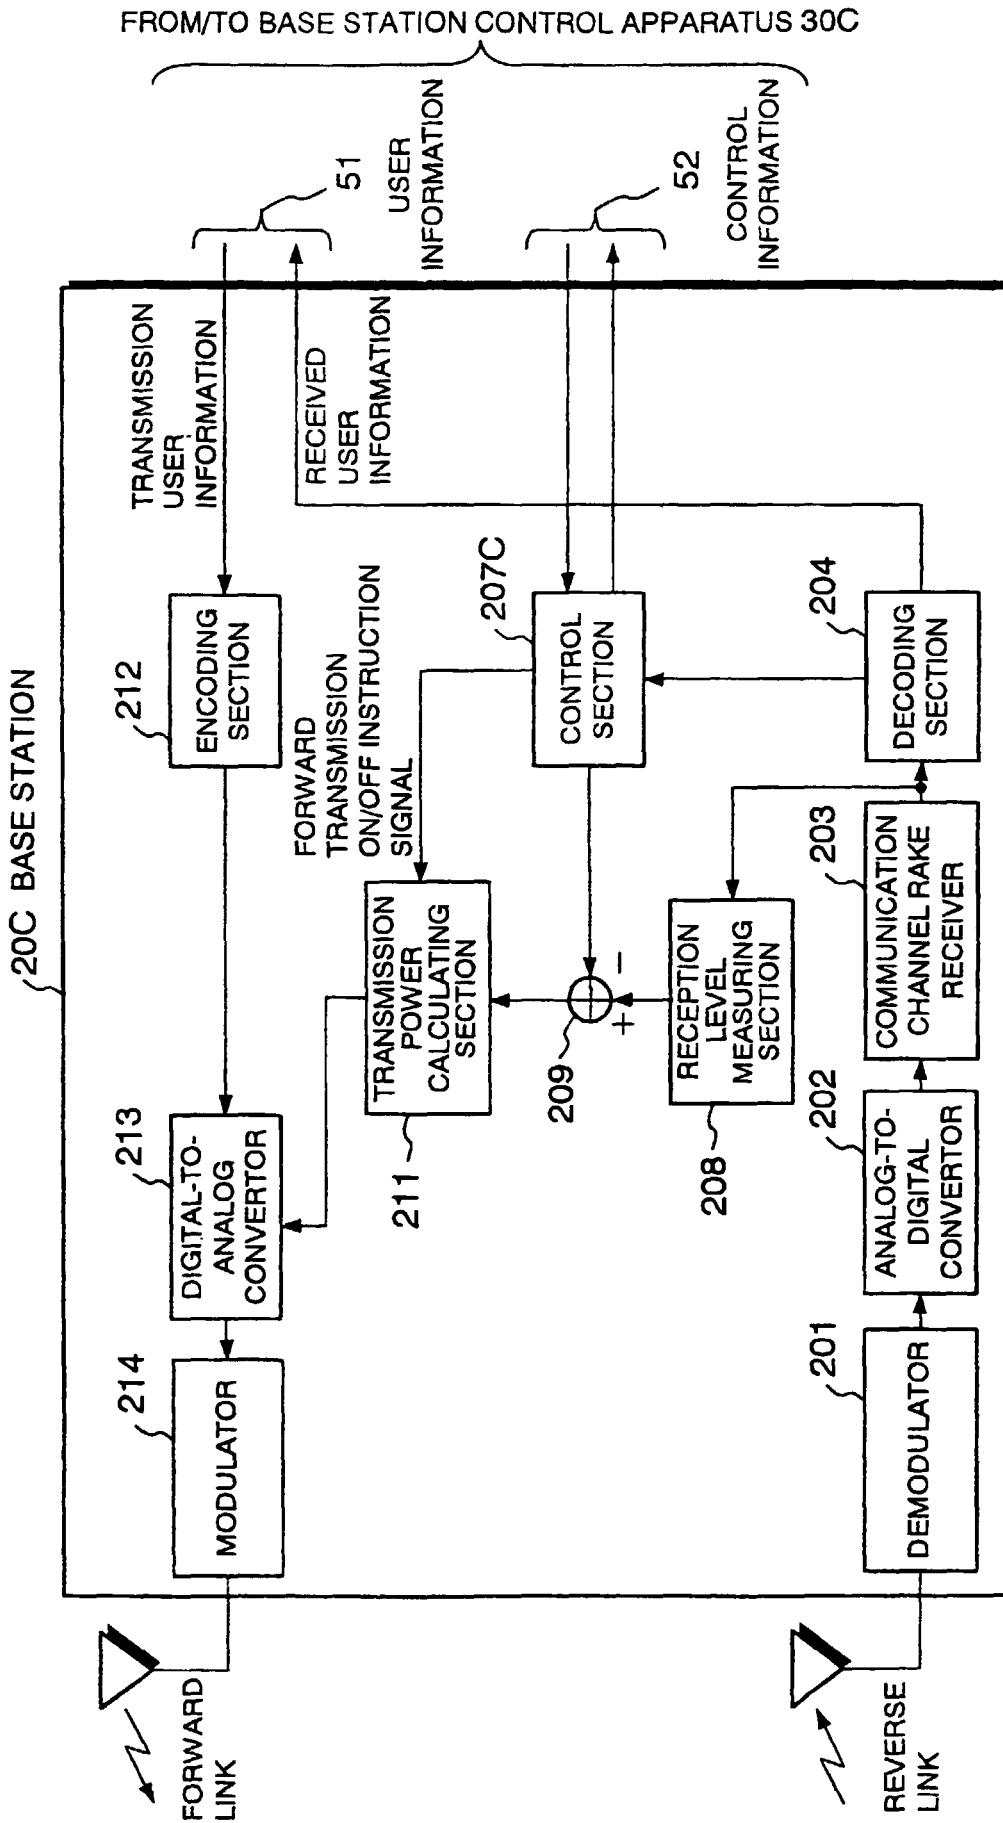 20C BASE STATION
FORWARD
LINK
214
MODULATOR
213
DIGITAL-TO-
ANALOG
CONVERTOR
212
ENCODING
SECTION
TRANSMISSION
USER
INFORMATION
RECEIVED
USER
INFORMATION
51
USER
INFORMATION
FROM/TO BASE STATION CONTROL APPARATUS 30C
FORWARD
TRANSMISSION
ON/OFF INSTRUCTION
SIGNAL
211
TRANSMISSION
POWER
CALCULATING
SECTION
207C
CONTROL
SECTION
52
CONTROL
INFORMATION
209
+
−
208
RECEPTION
LEVEL
MEASURING
SECTION
REVERSE
LINK
201
DEMODULATOR
202
ANALOG-TO-
DIGITAL
CONVERTOR
203
COMMUNICATION
CHANNEL RAKE
RECEIVER
204
DECODING
SECTION